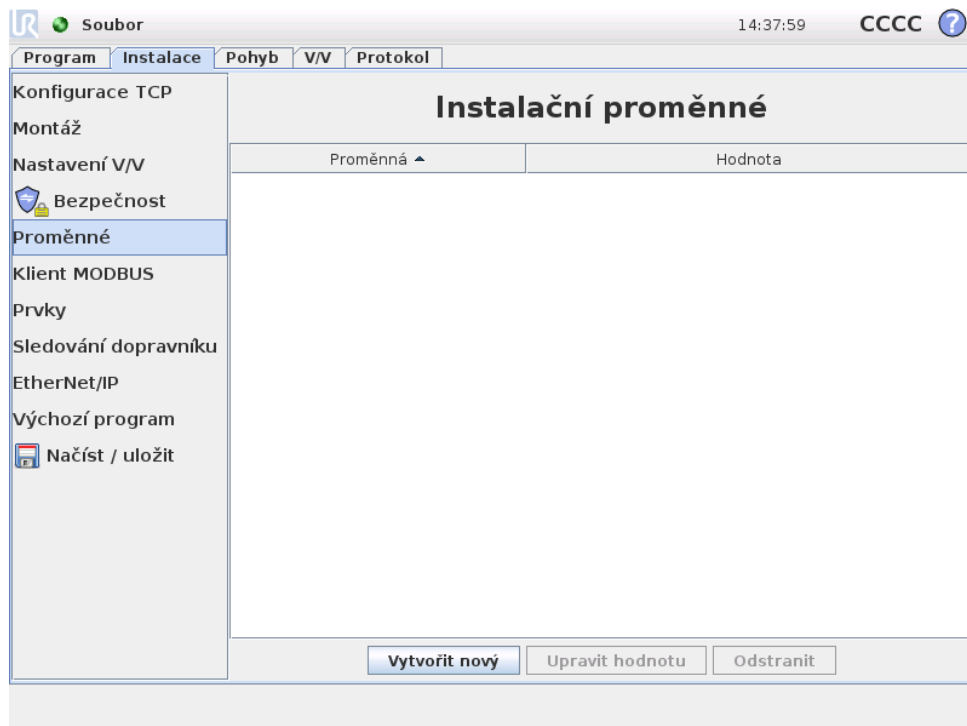 UR Soubor 14:37:59 CCCC ?
Program Instalace Pohyb V/V Protokol
Konfigurace TCP
Montáž
Nastavení V/V
Bezpečnost
Proměnné
Klient MODBUS
Prvky
Sledování dopravníku
EtherNet/IP
Výchozí program
Načíst / uložit
Instalační proměnné
Proměnná Hodnota
Vytvořit nový Upravit hodnotu Odstranit